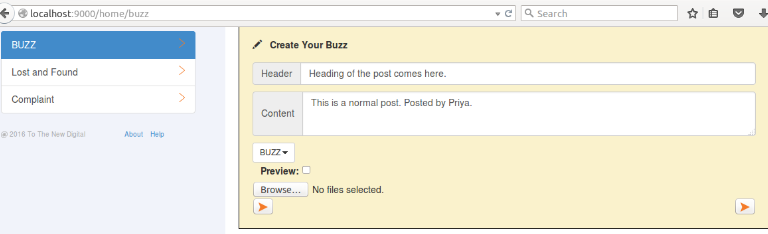 localhost:9000/home/buzz
Search
BUZZ
Lost and Found
Complaint
@ 2016 To The New Digital About Help
Create Your Buzz
Header Heading of the post comes here.
Content This is a normal post. Posted by Priya.
BUZZ
Preview:
Browse... No files selected.